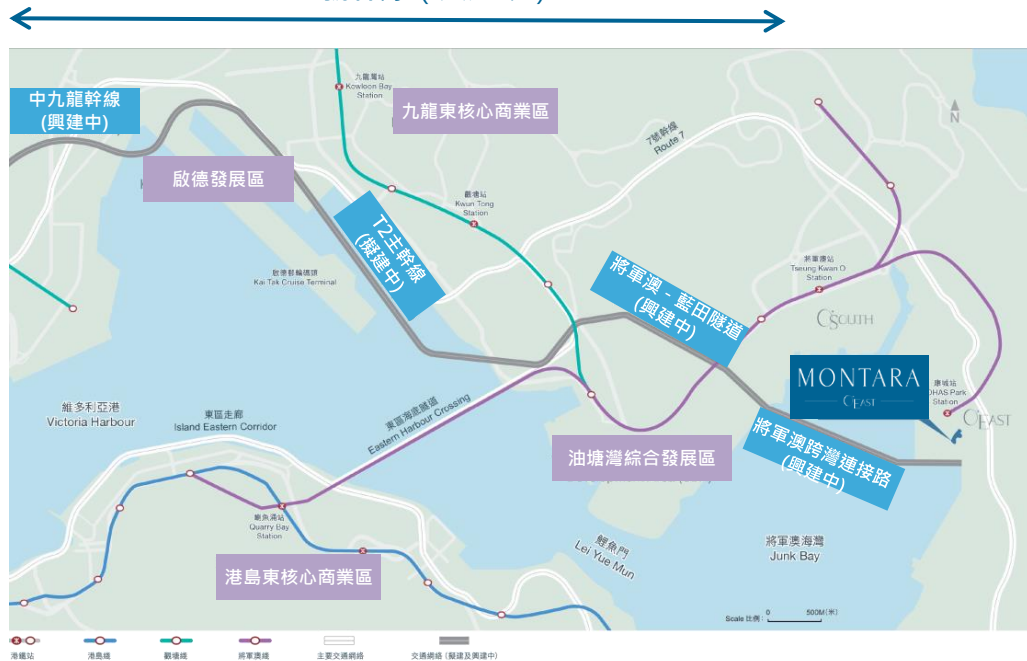 中九龍幹線
(興建中)
九龍灣站
Kowloon Bay
Station
九龍東核心商業區
7號幹線
Route 7
N
啟德發展區
觀塘站
Kwun Tong
Station
T2主幹線
(擬建中)
啟德郵輪碼頭
Kai Tak Cruise Terminal
將軍澳站
Tseung Kwan O
Station
將軍澳 - 藍田隧道
(興建中)
C'SOUTH
MONTARA
C'EAST
康城站
OHAS Park
Station
C'EAST
維多利亞港
Victoria Harbour
東區走廊
Island Eastern Corridor
東區海底隧道
Eastern Harbour Crossing
油塘灣綜合發展區
將軍澳跨灣連接路
(興建中)
鰂魚涌站
Quarry Bay
Station
鯉魚門
Lei Yue Mun
將軍澳海灣
Junk Bay
港島東核心商業區
Scale 比例:
0 500M(米)
港鐵站
港島綫
觀塘綫
將軍澳綫
主要交通網絡
交通網絡 (擬建及興建中)